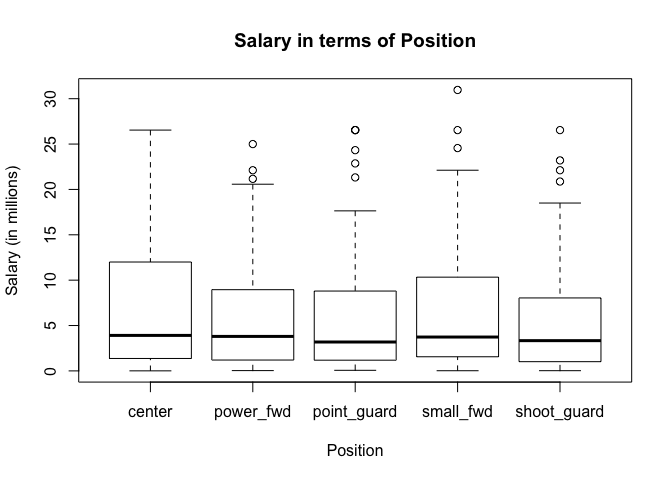 Salary in terms of Position
Salary (in millions)
30
25
20
15
10
5
0
center power_fwd point_guard small_fwd shoot_guard
Position